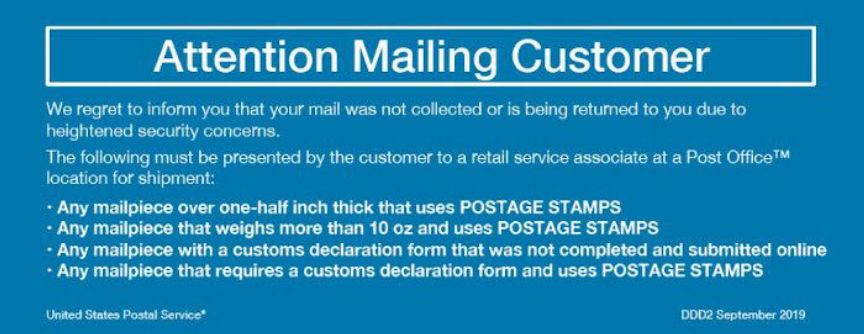 Attention Mailing Customer
We regret to inform you that your mail was not collected or is being returned to you due to
heightened security concerns.
The following must be presented by the customer to a retail service associate at a Post Office™
location for shipment:
· Any mailpiece over one-half inch thick that uses POSTAGE STAMPS
· Any mailpiece that weighs more than 10 oz and uses POSTAGE STAMPS
· Any mailpiece with a customs declaration form that was not completed and submitted online
· Any mailpiece that requires a customs declaration form and uses POSTAGE STAMPS
United States Postal Service® DDD2 September 2019